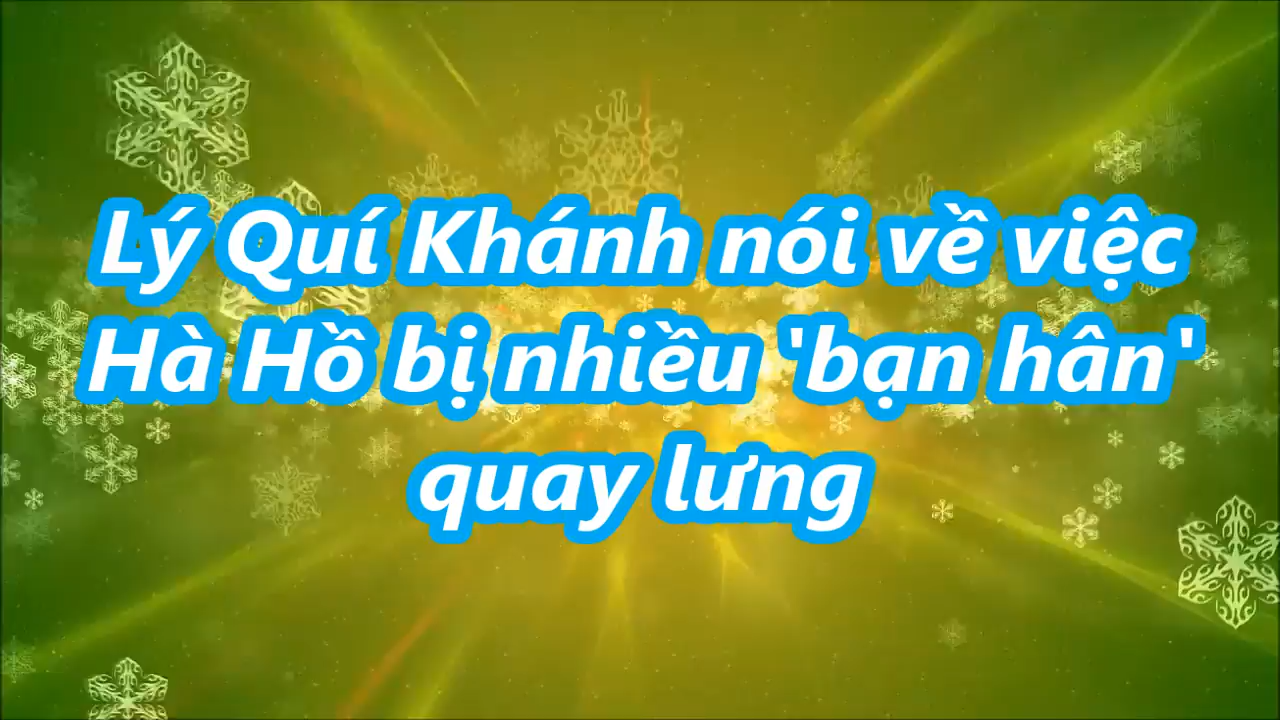 Lý Quí Khánh nói về việc
Hà Hồ bị nhiều 'bạn hân'
quay lưng